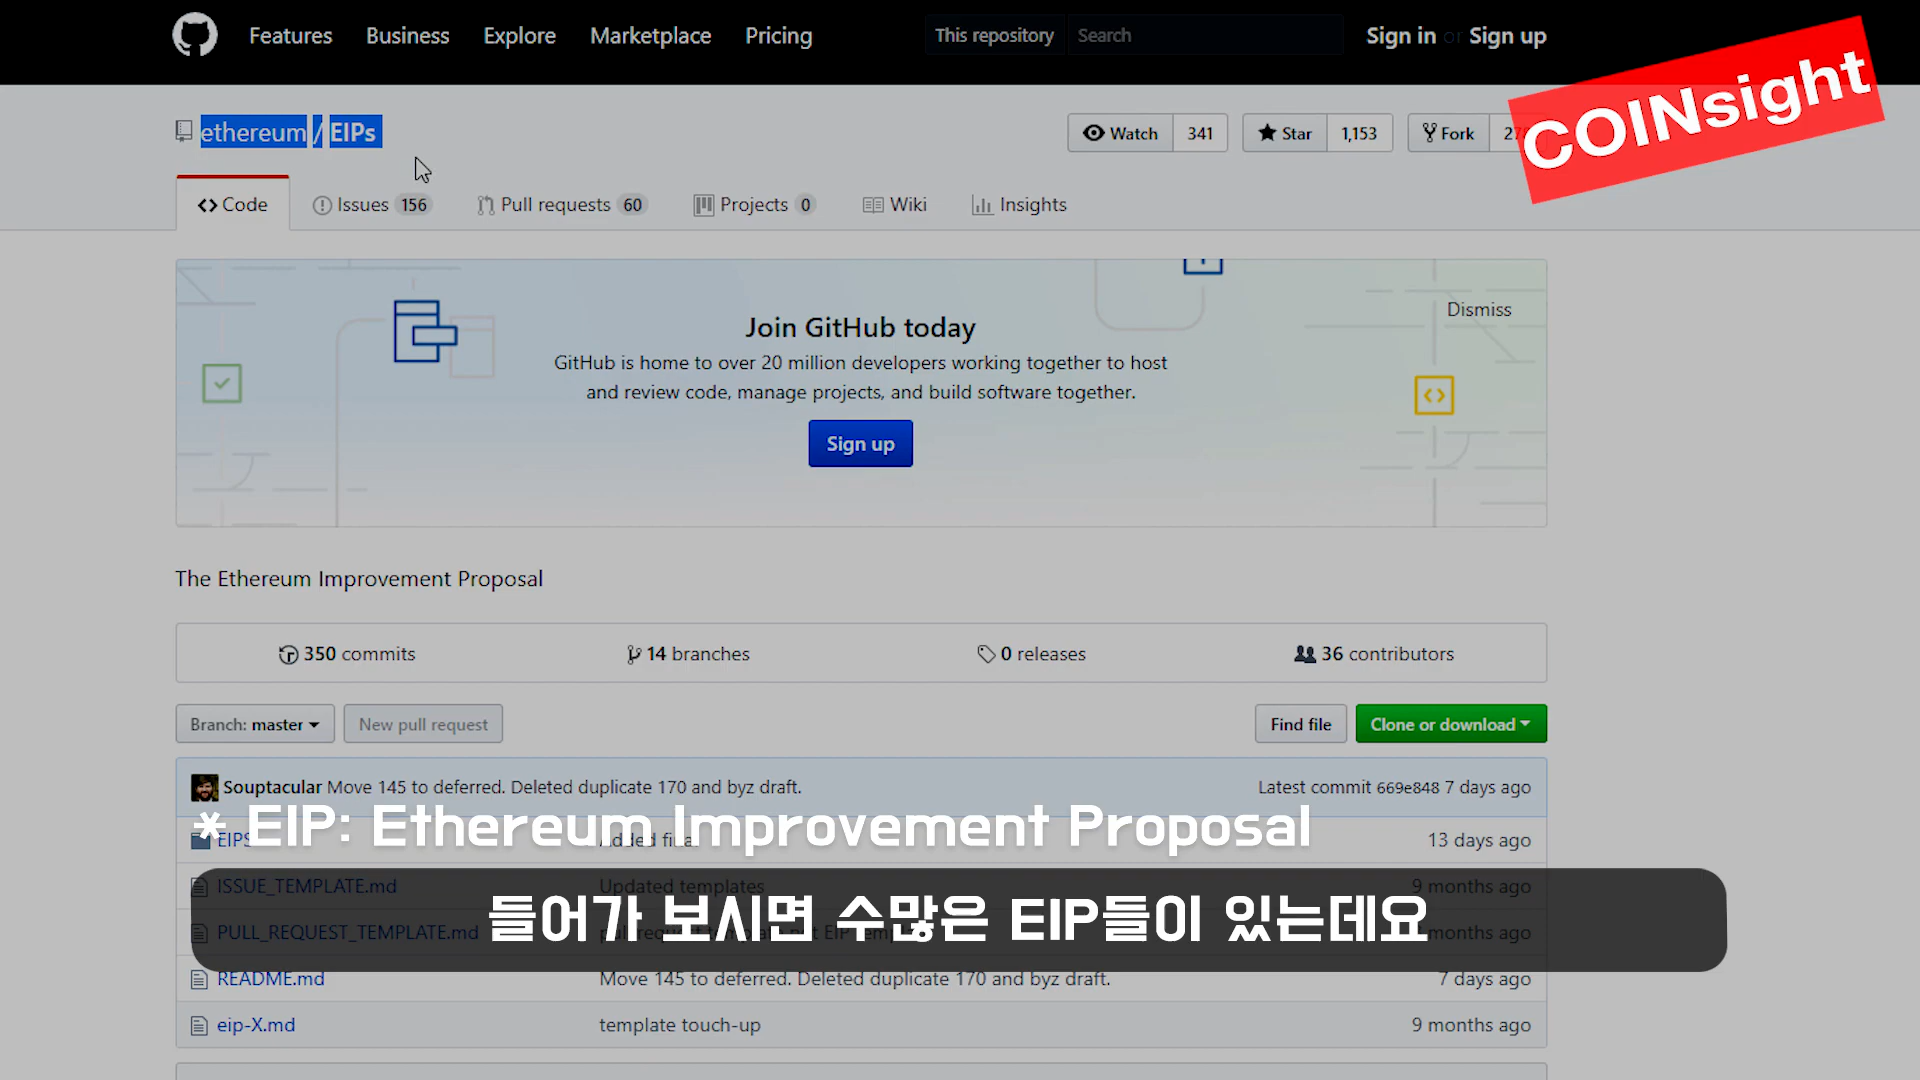 Features Business Explore Marketplace Pricing This repository Search Sign in or Sign up
COINsight
ethereum / EIPs
Watch 341 Star 1,153 Fork
Code Issues 156 Pull requests 60 Projects 0 Wiki Insights
Dismiss
Join GitHub today
GitHub is home to over 20 million developers working together to host
and review code, manage projects, and build software together.
Sign up
The Ethereum Improvement Proposal
350 commits 14 branches 0 releases 36 contributors
Branch: master New pull request Find file Clone or download
Souptacular Move 145 to deferred. Deleted duplicate 170 and byz draft. Latest commit 669e848 7 days ago
* EIP: Ethereum Improvement Proposal
EIPS Added 13 days ago
ISSUE_TEMPLATE.md Updated templates 9 months ago
들어가 보시면 수많은 EIP들이 있는데요
PULL_REQUEST_TEMPLATE.md months ago
README.md Move 145 to deferred. Deleted duplicate 170 and byz draft. 7 days ago
eip-X.md template touch-up 9 months ago